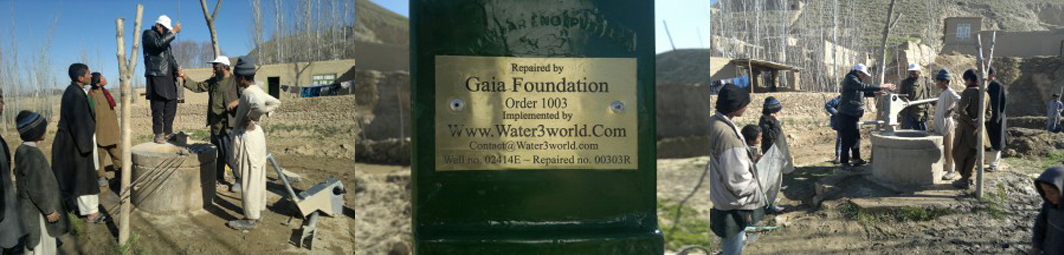 Repaired by
Gaia Foundation
Order 1003
Implemented by
Www.Water3world.Com
Contact@Water3world.Com
Well no. 02414E – Repaired no. 00303R